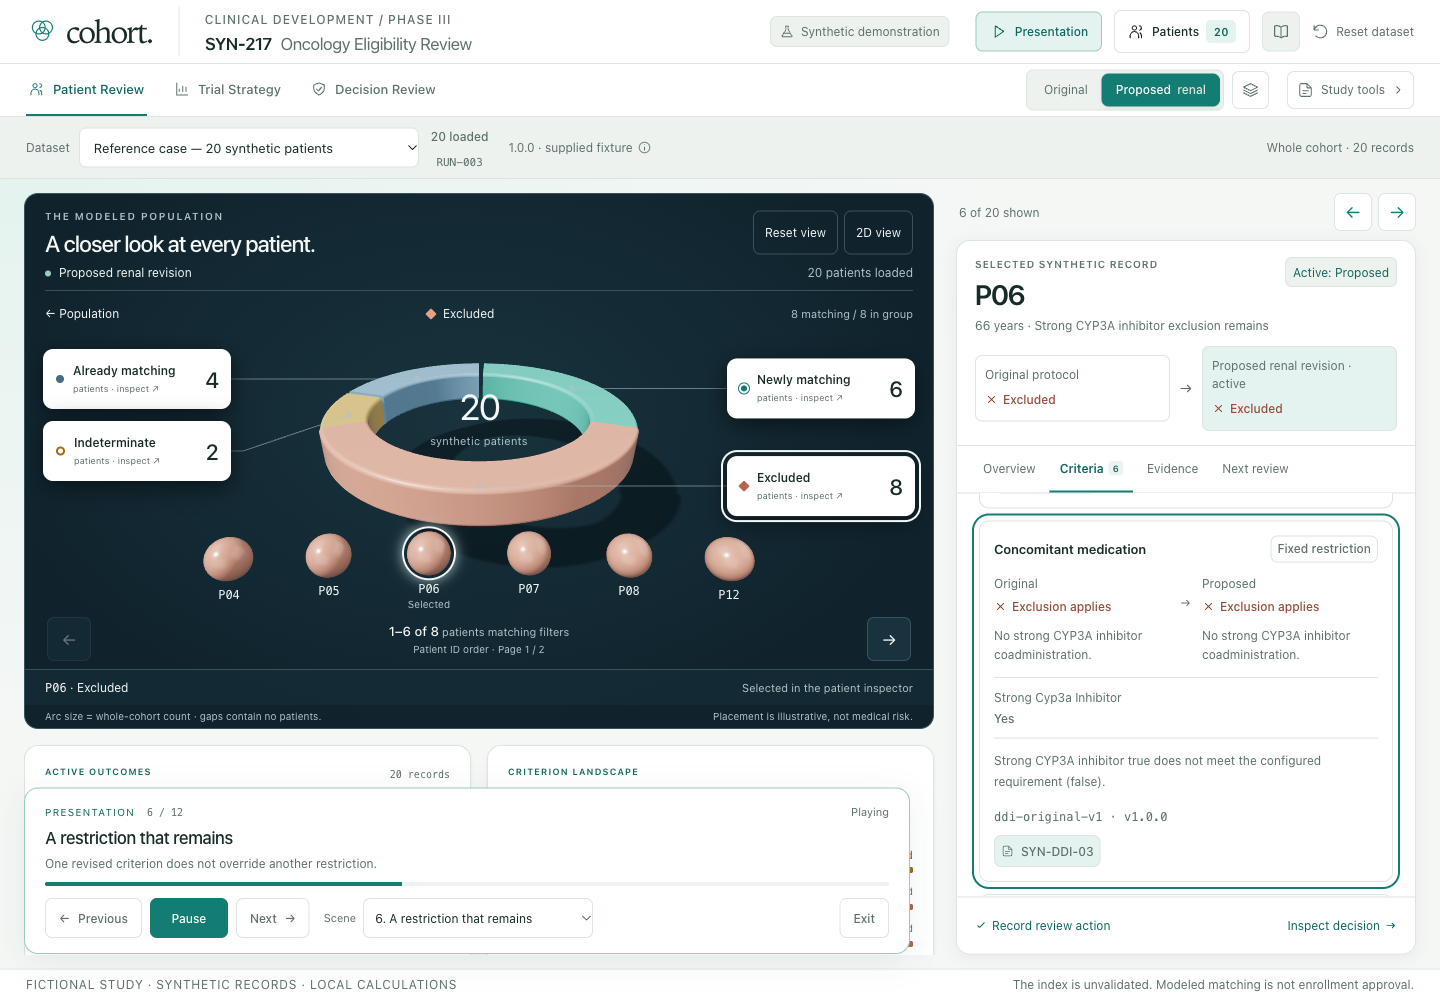 cohort.
CLINICAL DEVELOPMENT / PHASE III
SYN-217 Oncology Eligibility Review
Synthetic demonstration
Presentation
Patients 20
Reset dataset
Patient Review
Trial Strategy
Decision Review
Original
Proposed renal
Study tools
Dataset
Reference case — 20 synthetic patients
20 loaded
RUN-003
1.0.0 · supplied fixture
Whole cohort · 20 records
THE MODELED POPULATION
A closer look at every patient.
Reset view
2D view
Proposed renal revision
20 patients loaded
← Population
Excluded
8 matching / 8 in group
Already matching
patients · inspect ↗
4
Indeterminate
patients · inspect ↗
2
20
synthetic patients
Newly matching
patients · inspect ↗
6
Excluded
patients · inspect ↗
8
P04
P05
P06
Selected
P07
P08
P12
←
1–6 of 8 patients matching filters
Patient ID order · Page 1 / 2
→
P06 · Excluded
Selected in the patient inspector
Arc size = whole-cohort count · gaps contain no patients.
Placement is illustrative, not medical risk.
ACTIVE OUTCOMES
20 records
CRITERION LANDSCAPE
PRESENTATION 6 / 12
Playing
A restriction that remains
One revised criterion does not override another restriction.
← Previous
Pause
Next →
Scene
6. A restriction that remains
Exit
6 of 20 shown
←
→
SELECTED SYNTHETIC RECORD
Active: Proposed
P06
66 years · Strong CYP3A inhibitor exclusion remains
Original protocol
× Excluded
→
Proposed renal revision ·
active
× Excluded
Overview
Criteria 6
Evidence
Next review
Concomitant medication
Fixed restriction
Original
× Exclusion applies
No strong CYP3A inhibitor
coadministration.
→
Proposed
× Exclusion applies
No strong CYP3A inhibitor
coadministration.
Strong Cyp3a Inhibitor
Yes
Strong CYP3A inhibitor true does not meet the configured
requirement (false).
ddi-original-v1 · v1.0.0
SYN-DDI-03
✓ Record review action
Inspect decision →
FICTIONAL STUDY · SYNTHETIC RECORDS · LOCAL CALCULATIONS
The index is unvalidated. Modeled matching is not enrollment approval.